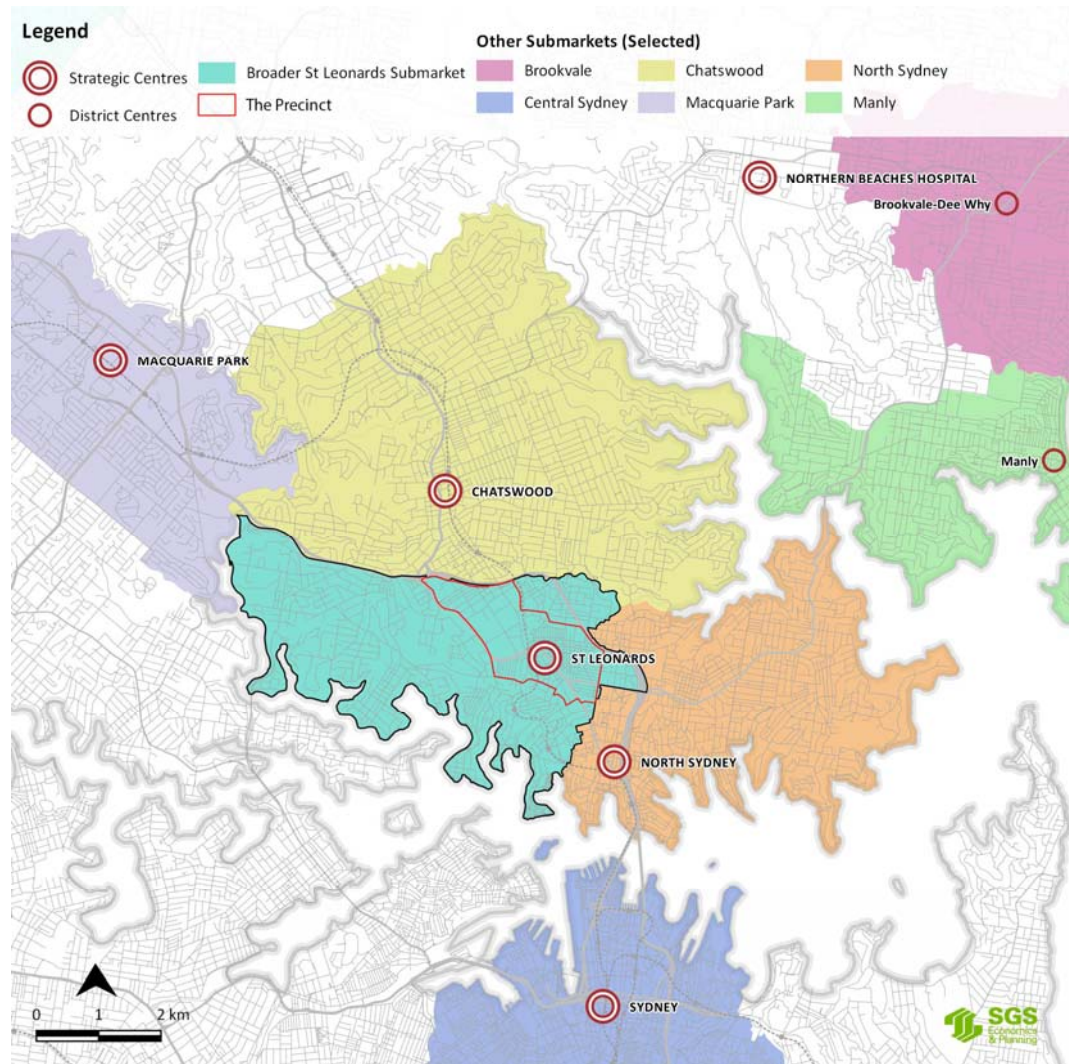 Legend
Strategic Centres
District Centres
Broader St Leonards Submarket
The Precinct
Other Submarkets (Selected)
Brookvale
Central Sydney
Chatswood
Macquarie Park
North Sydney
Manly
NORTHERN BEACHES HOSPITAL
Brookvale-Dee Why
MACQUARIE PARK
Manly
CHATSWOOD
ST LEONARDS
NORTH SYDNEY
SYDNEY
0 1 2 km
SGS
Economics
& Planning